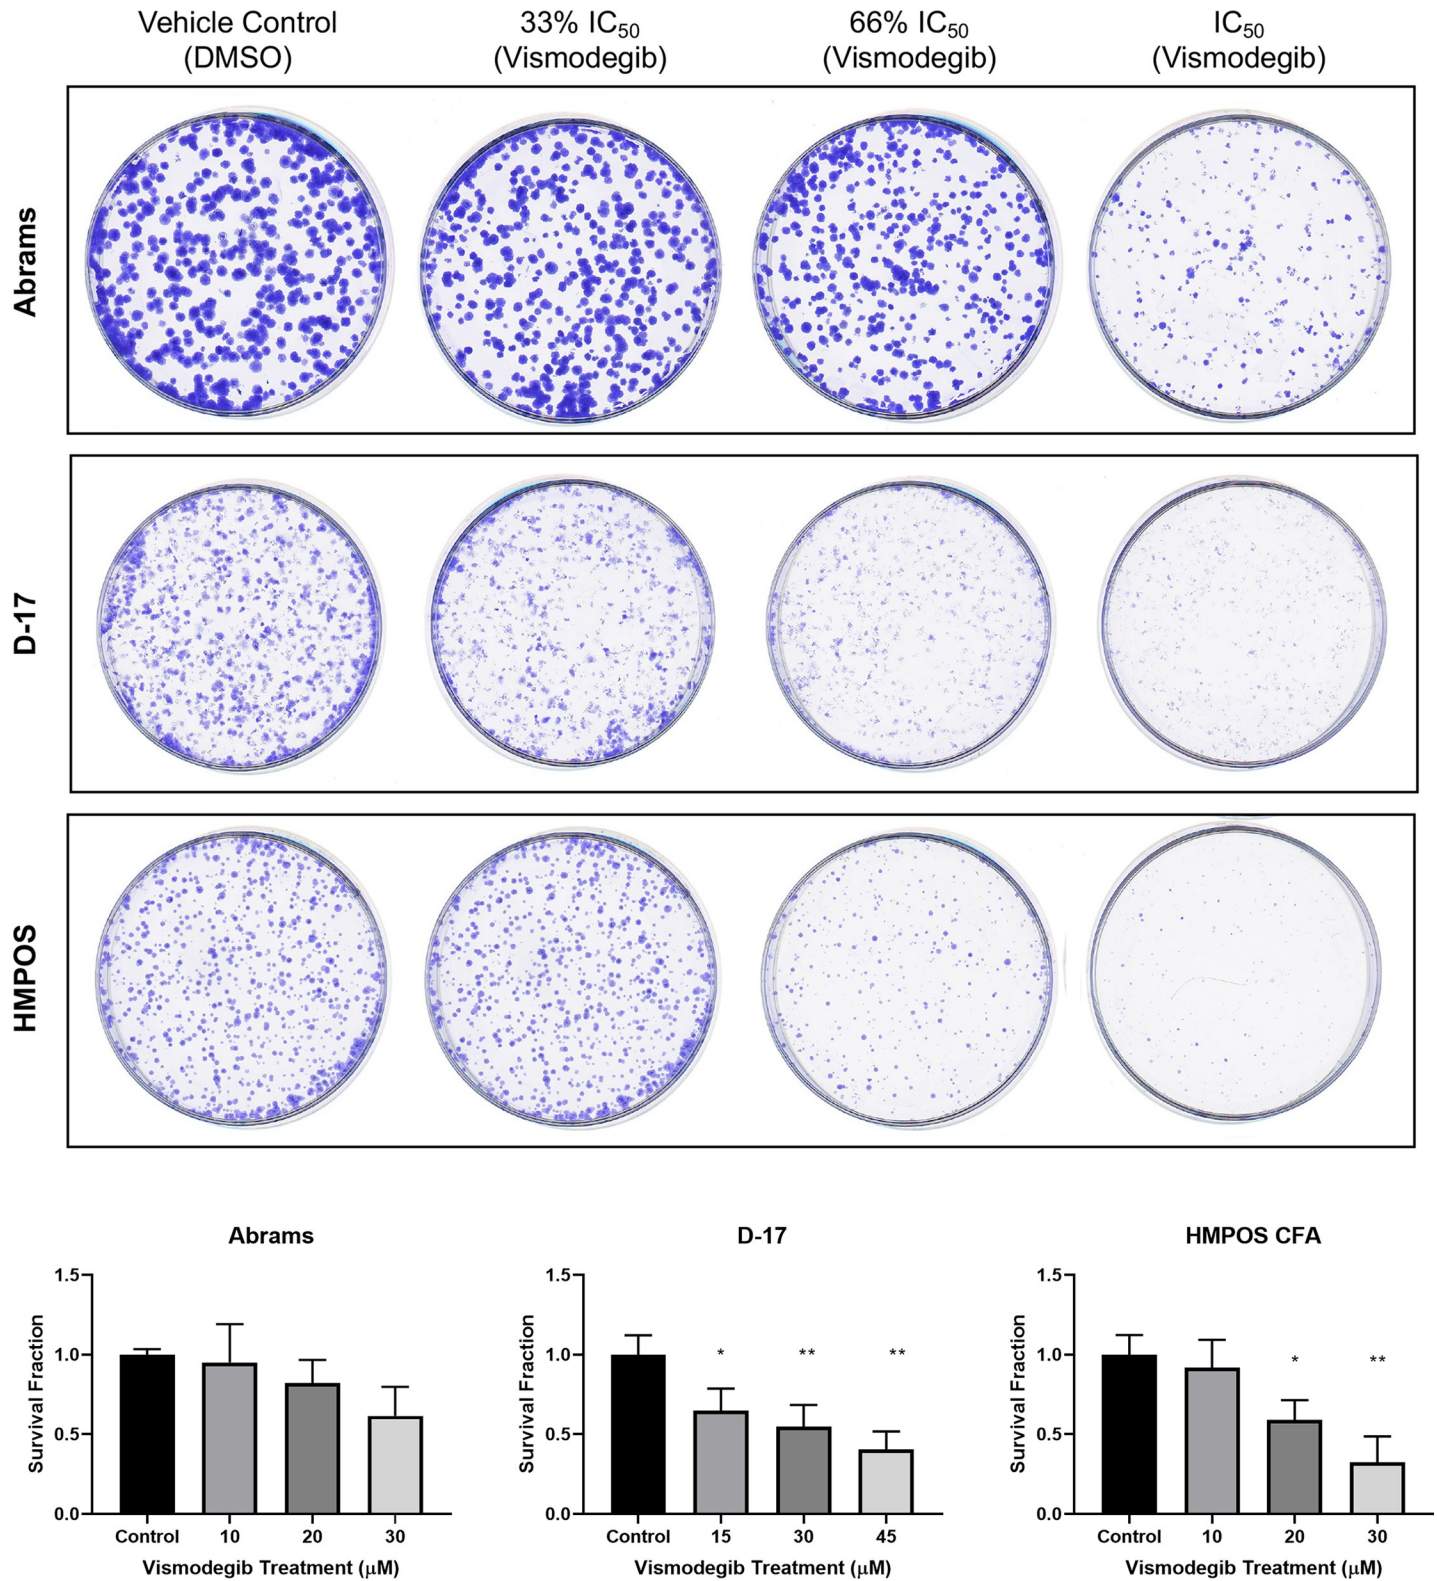 Vehicle Control
(DMSO)
33% IC50
(Vismodegib)
66% IC50
(Vismodegib)
IC50
(Vismodegib)
Abrams
D-17
HMPOS
Abrams
1.5
1.0
0.5
0.0
Survival Fraction
Control 10 20 30
Vismodegib Treatment (μM)
D-17
1.5
1.0
0.5
0.0
Survival Fraction
* ** **
Control 15 30 45
Vismodegib Treatment (μM)
HMPOS CFA
1.5
1.0
0.5
0.0
Survival Fraction
* **
Control 10 20 30
Vismodegib Treatment (μM)